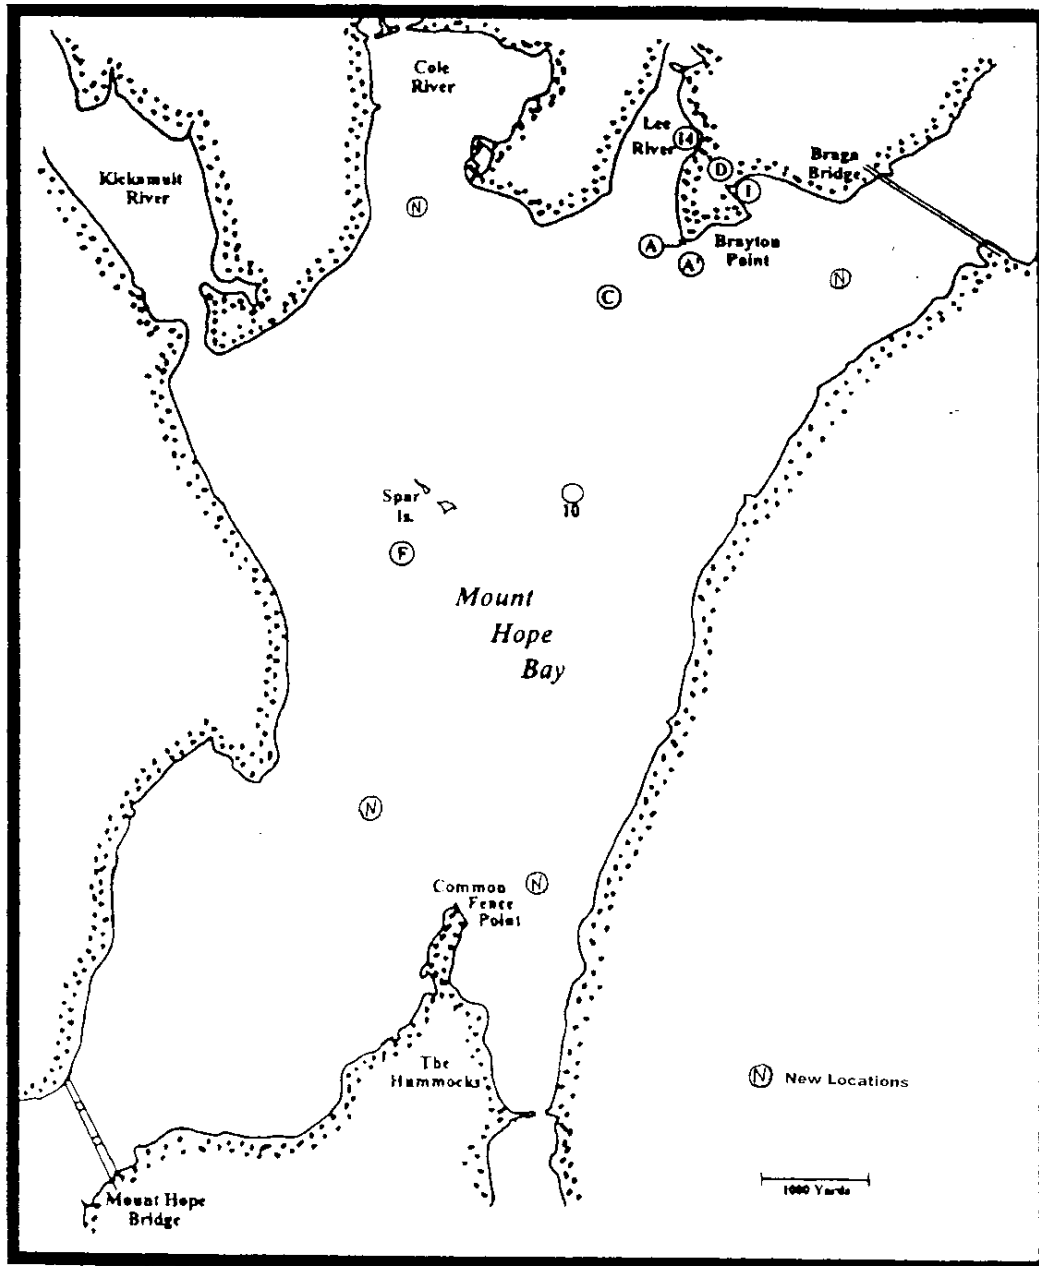 Cole
River
Lee
River
14
D
I
Braga
Bridge
Kickamuit
River
N
A
A'
Brayton
Point
N
C
Spar
Is.
10
F
Mount
Hope
Bay
N
N
Common
Fence
Point
The
Hummocks
N New Locations
1000 Yards
Mount Hope
Bridge